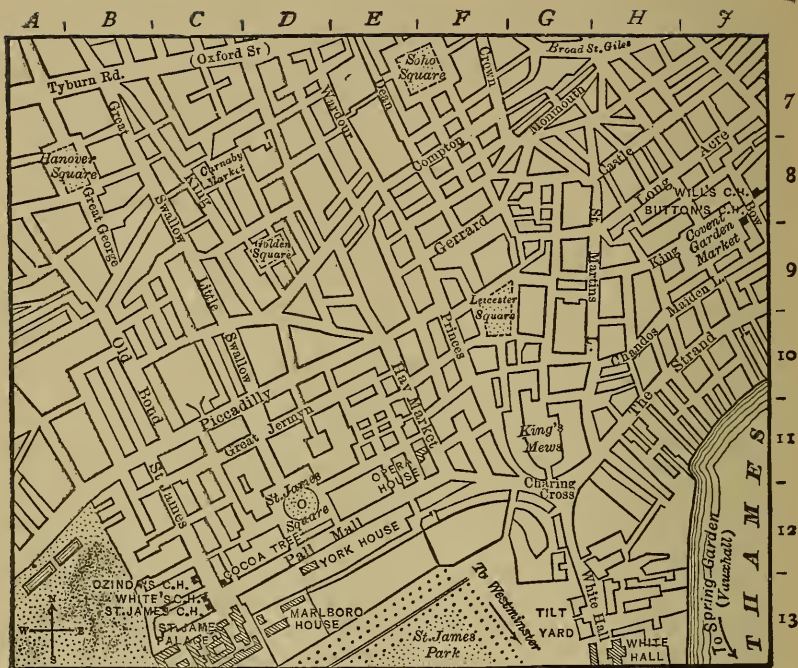 A B C D E F G H J
7
8
9
10
11
12
13
Tyburn Rd.
(Oxford St)
Soho
Square
Crown
Broad St. Giles
Monmouth
Great
Wardour
Dean
Compton
Castle
Long
Acre
Hanover
Square
Great George
Carnaby
Market
King
Swallow
St.
Martins
L.
WILL'S C.H.
BUTTON'S C.H.
Bow
Covent
Garden
Market
King
Golden
Square
Gerrard
Leicester
Square
Maiden L.
Little
Swallow
Princes
Chandos
The Strand
Old
Bond
Piccadilly
Great Jermyn
Hay Market
King's
Mews
OPERA
HOUSE
Charing
Cross
St James
St. James
Square
Pall Mall
COCOA TREE
YORK HOUSE
To Westminster
White Hall
To Spring-Garden
(Vauxhall)
THAMES
OZINDA'S C.H.
WHITE'S C.H.
ST. JAMES C.H.
ST. JAMES
PALACE
MARLBORO
HOUSE
St. James
Park
TILT
YARD
WHITE
HALL
N
W E
S